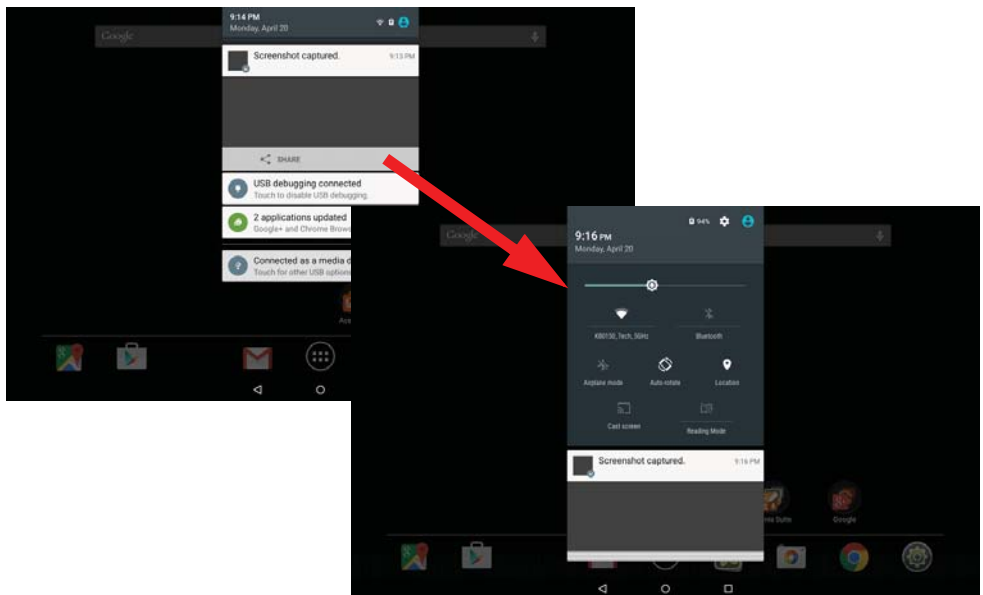 9:14 PM
Monday, April 20
Google
Screenshot captured.
9:13 PM
SHARE
USB debugging connected
Touch to disable USB debugging.
2 applications updated
Google+ and Chrome Brows
Connected as a media d
Touch for other USB options
94%
9:16 PM
Monday, April 20
Google
Bluetooth
Airplane mode
Auto-rotate
Location
Cast screen
Reading Mode
Screenshot captured.
9:16 PM
Google